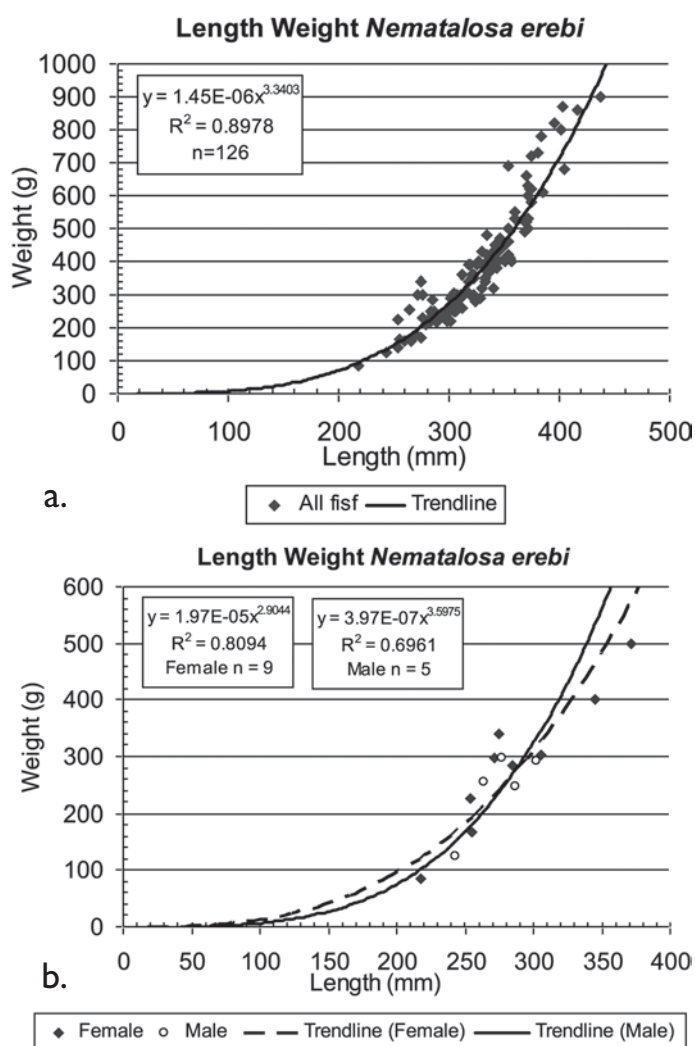 Length Weight Nematalosa erebi
y = 1.45E-06x^3.3403
R² = 0.8978
n=126
Weight (g)
1000
900
800
700
600
500
400
300
200
100
0
0 100 200 300 400 500
Length (mm)
a.
All fisf Trendline
Length Weight Nematalosa erebi
y = 1.97E-05x^2.9044
R² = 0.8094
Female n = 9
y = 3.97E-07x^3.5975
R² = 0.6961
Male n = 5
Weight (g)
600
500
400
300
200
100
0
0 50 100 150 200 250 300 350 400
Length (mm)
b.
Female Male Trendline (Female) Trendline (Male)